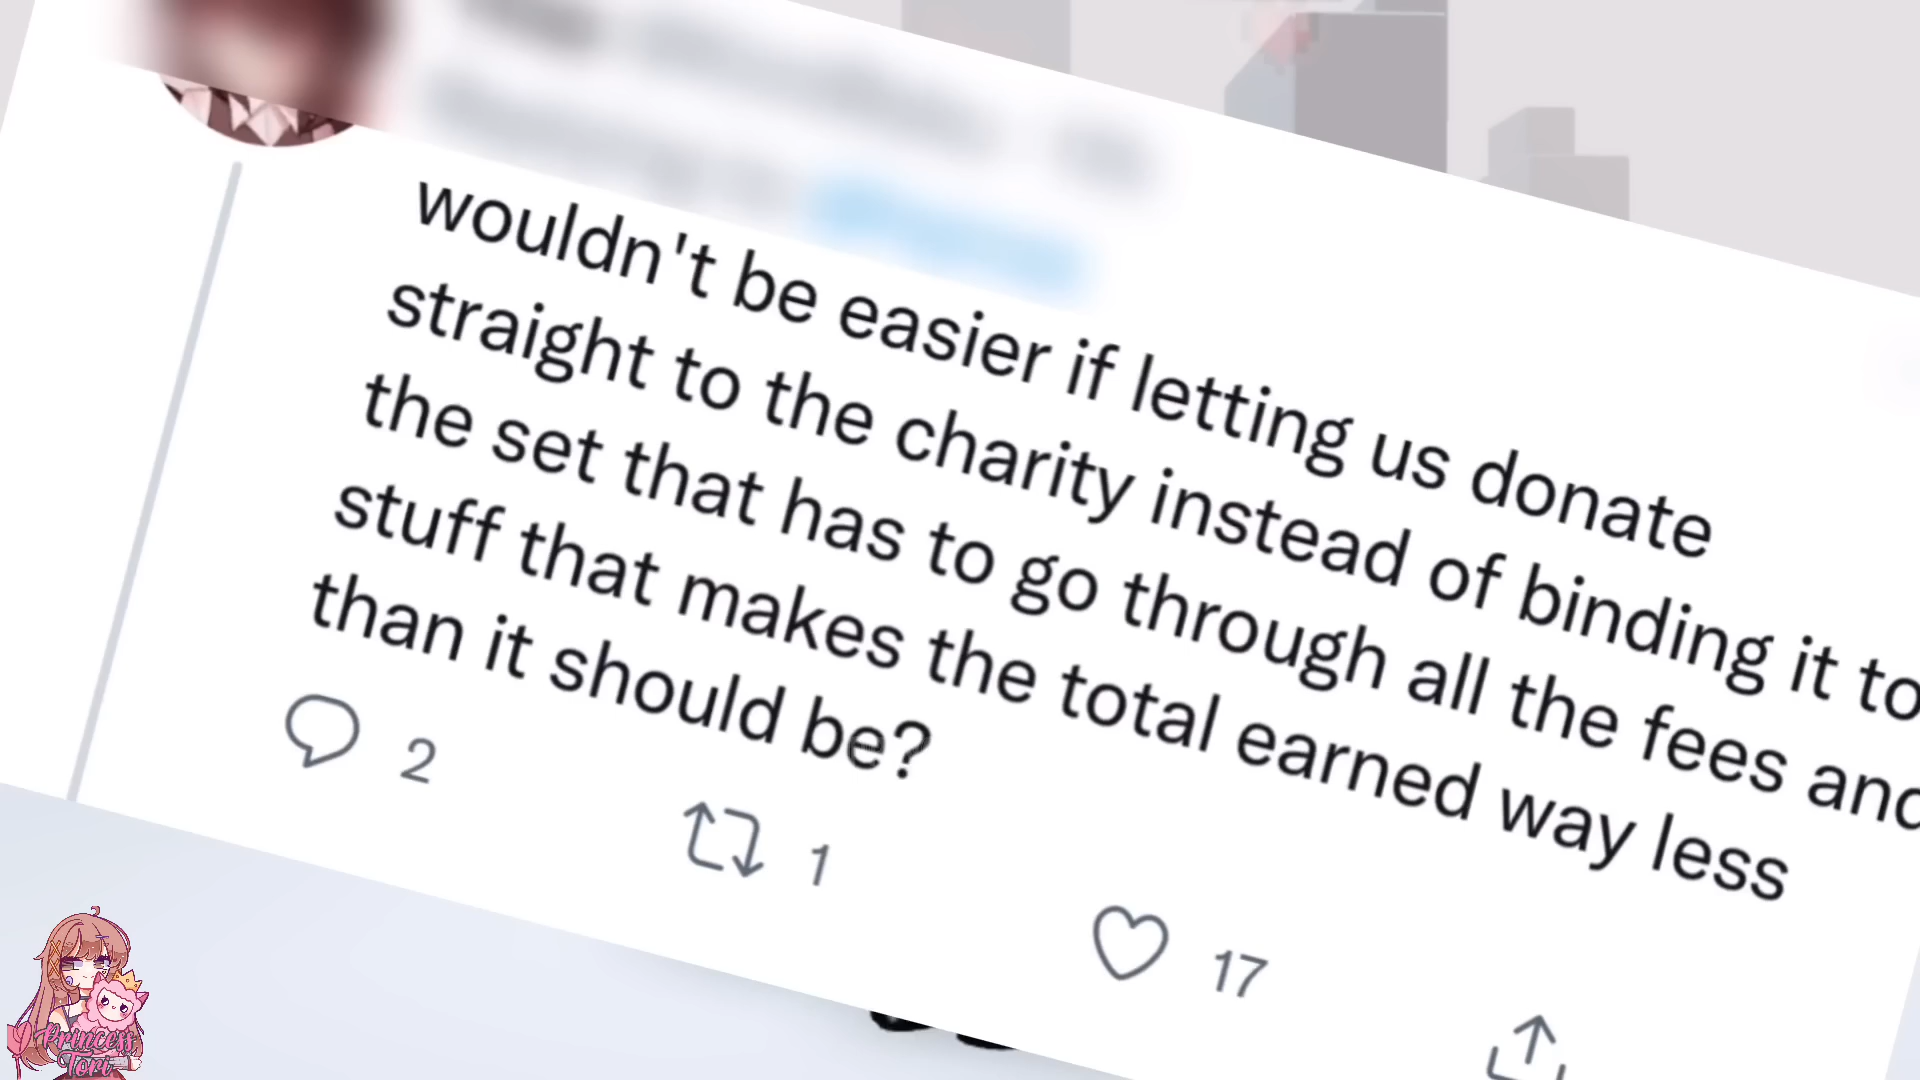 wouldn't be easier if letting us donate
straight to the charity instead of binding it to
the set that has to go through all the fees and
stuff that makes the total earned way less
than it should be?
2
1
17
Princess
Tori